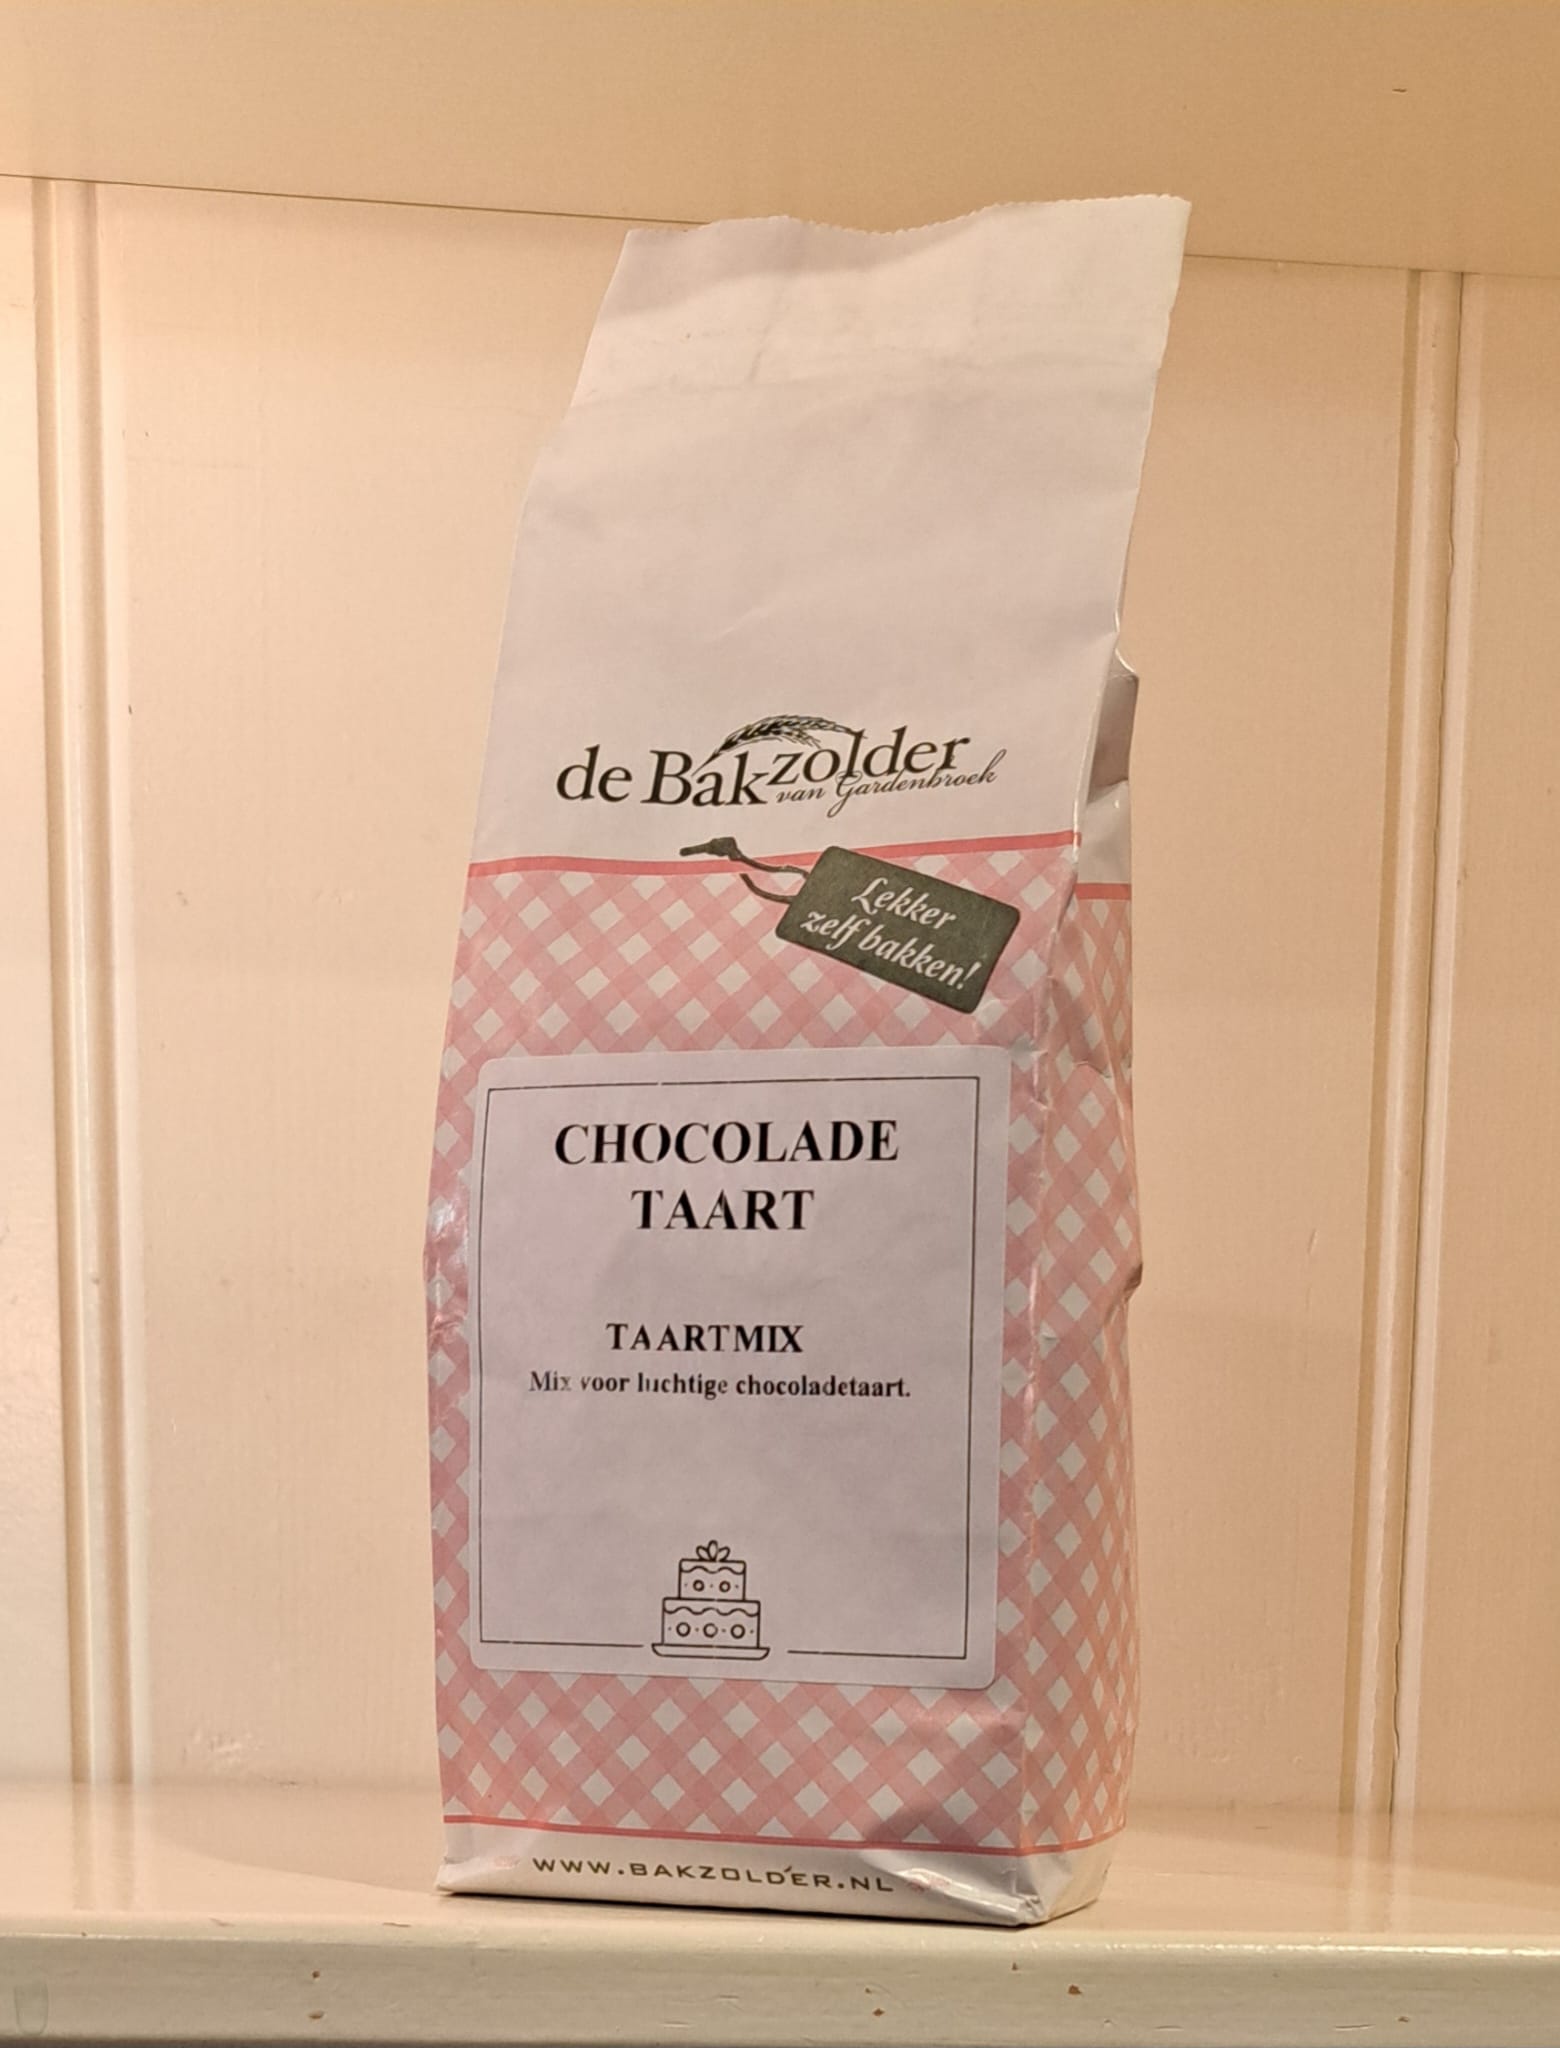 de Bakzolder
van Gardenbroek
Lekker
zelf bakken!
CHOCOLADE
TAART
TAARTMIX
Mix voor luchtige chocoladetaart.
WWW.BAKZOLDER.NL